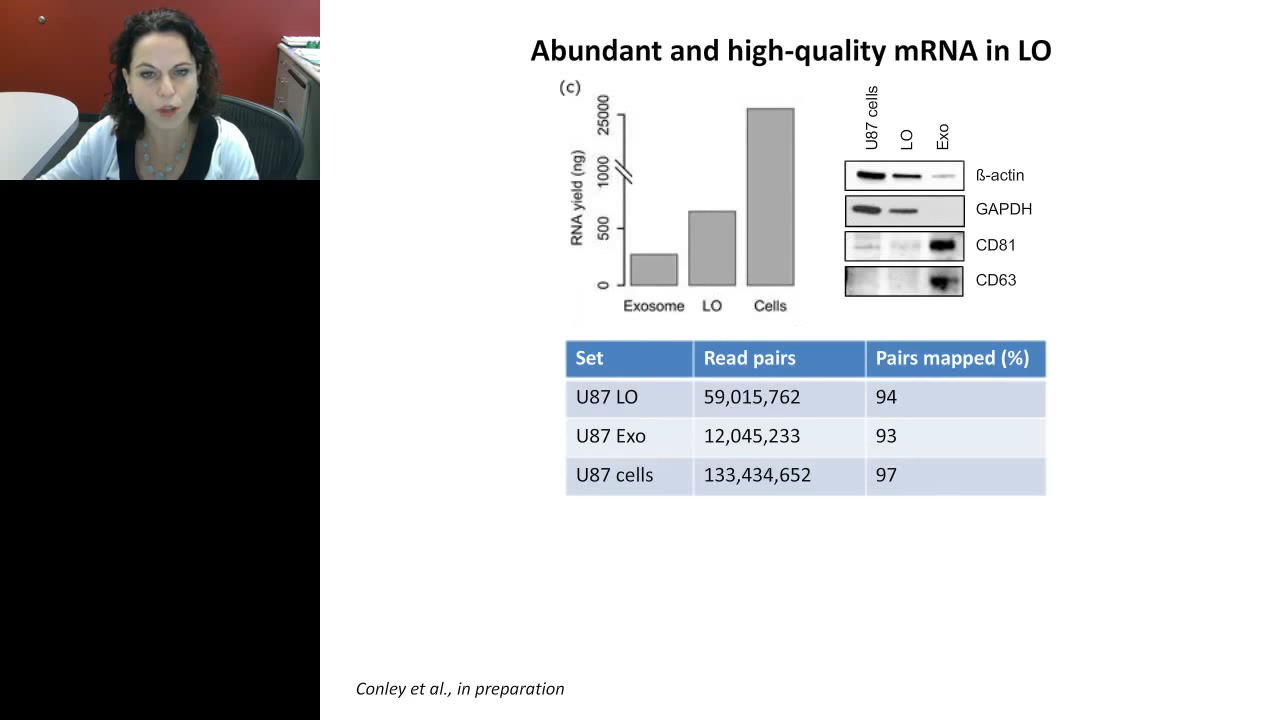 Abundant and high-quality mRNA in LO
(c)
RNA yield (ng)
25000
1000
500
0
Exosome LO Cells
U87 cells
LO
Exo
ß-actin
GAPDH
CD81
CD63
Set Read pairs Pairs mapped (%)
U87 LO 59,015,762 94
U87 Exo 12,045,233 93
U87 cells 133,434,652 97
Conley et al., in preparation